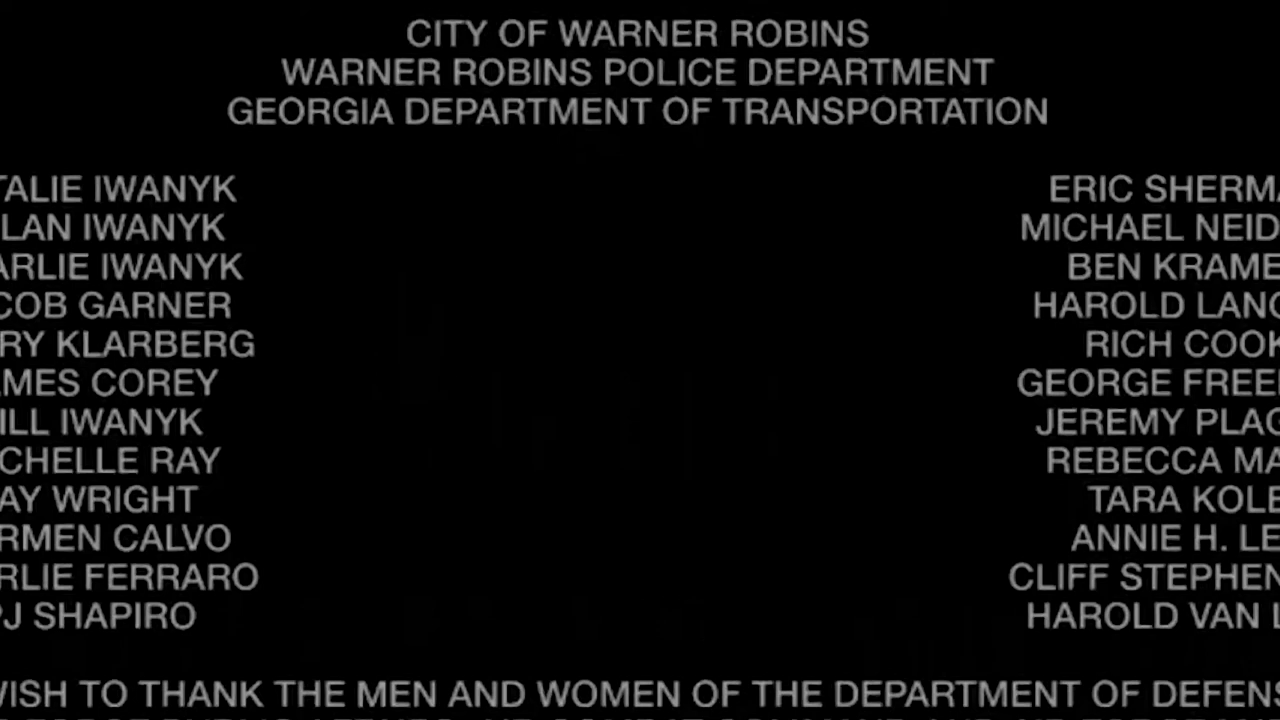 CITY OF WARNER ROBINS
WARNER ROBINS POLICE DEPARTMENT
GEORGIA DEPARTMENT OF TRANSPORTATION
TALIE IWANYK ERIC SHERMA
LAN IWANYK MICHAEL NEID
ARLIE IWANYK BEN KRAME
COB GARNER HAROLD LANG
RY KLARBERG RICH COOK
AMES COREY GEORGE FREE
ILL IWANYK JEREMY PLAG
CHELLE RAY REBECCA MA
AY WRIGHT TARA KOLE
RMEN CALVO ANNIE H. LE
RLIE FERRARO CLIFF STEPHEN
PJ SHAPIRO HAROLD VAN L
WISH TO THANK THE MEN AND WOMEN OF THE DEPARTMENT OF DEFENS